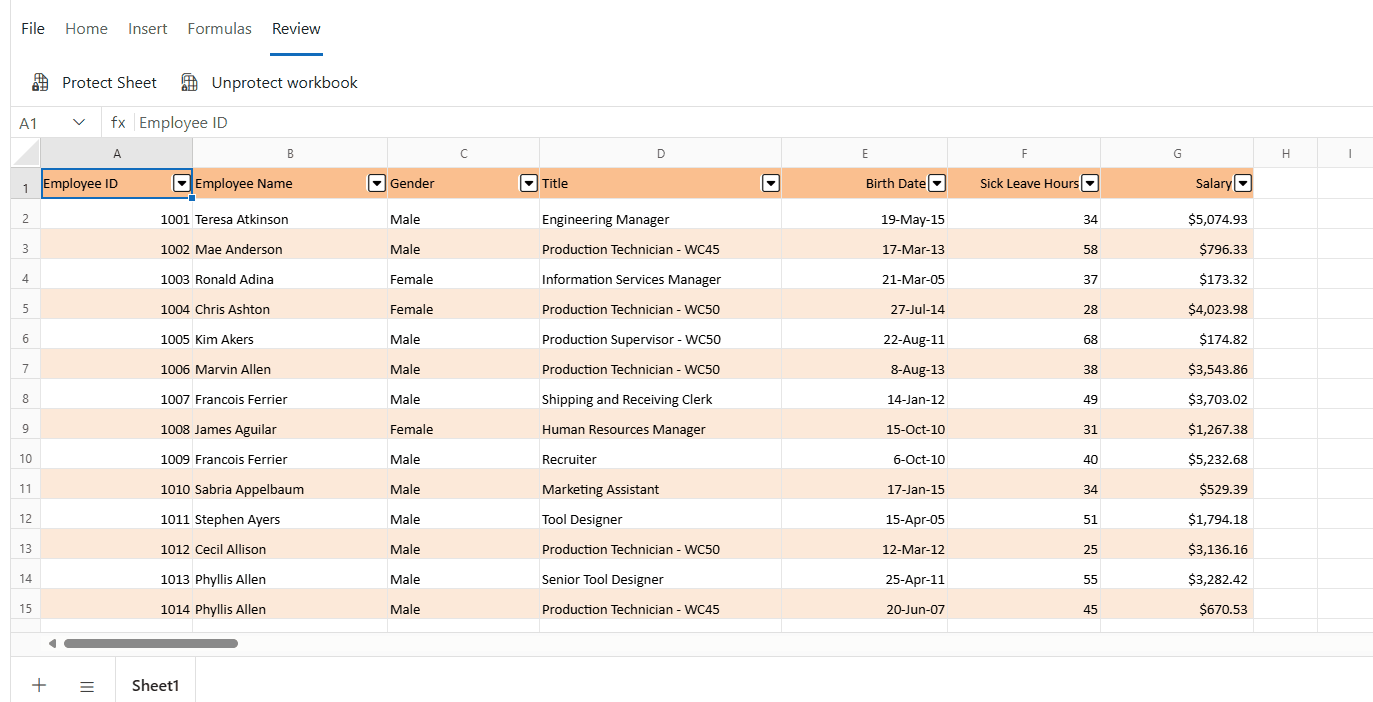 File Home Insert Formulas Review
Protect Sheet Unprotect workbook
A1 fx Employee ID
A B C D E F G H I
1 Employee ID Employee Name Gender Title Birth Date Sick Leave Hours Salary
2 1001 Teresa Atkinson Male Engineering Manager 19-May-15 34 $5,074.93
3 1002 Mae Anderson Male Production Technician - WC45 17-Mar-13 58 $796.33
4 1003 Ronald Adina Female Information Services Manager 21-Mar-05 37 $173.32
5 1004 Chris Ashton Female Production Technician - WC50 27-Jul-14 28 $4,023.98
6 1005 Kim Akers Male Production Supervisor - WC50 22-Aug-11 68 $174.82
7 1006 Marvin Allen Male Production Technician - WC50 8-Aug-13 38 $3,543.86
8 1007 Francois Ferrier Male Shipping and Receiving Clerk 14-Jan-12 49 $3,703.02
9 1008 James Aguilar Female Human Resources Manager 15-Oct-10 31 $1,267.38
10 1009 Francois Ferrier Male Recruiter 6-Oct-10 40 $5,232.68
11 1010 Sabria Appelbaum Male Marketing Assistant 17-Jan-15 34 $529.39
12 1011 Stephen Ayers Male Tool Designer 15-Apr-05 51 $1,794.18
13 1012 Cecil Allison Male Production Technician - WC50 12-Mar-12 25 $3,136.16
14 1013 Phyllis Allen Male Senior Tool Designer 25-Apr-11 55 $3,282.42
15 1014 Phyllis Allen Male Production Technician - WC45 20-Jun-07 45 $670.53
Sheet1